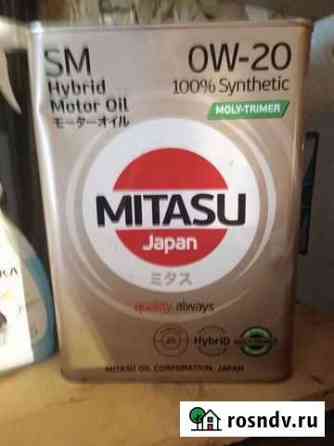 SM
0W-20
Hybrid
100% Synthetic
Motor Oil
モーターオイル
MOLY-TRIMER
MITASU
Japan
ミタス
quality.always
HYBRID
MITASU OIL CORPORATION, JAPAN
rosndv.ru